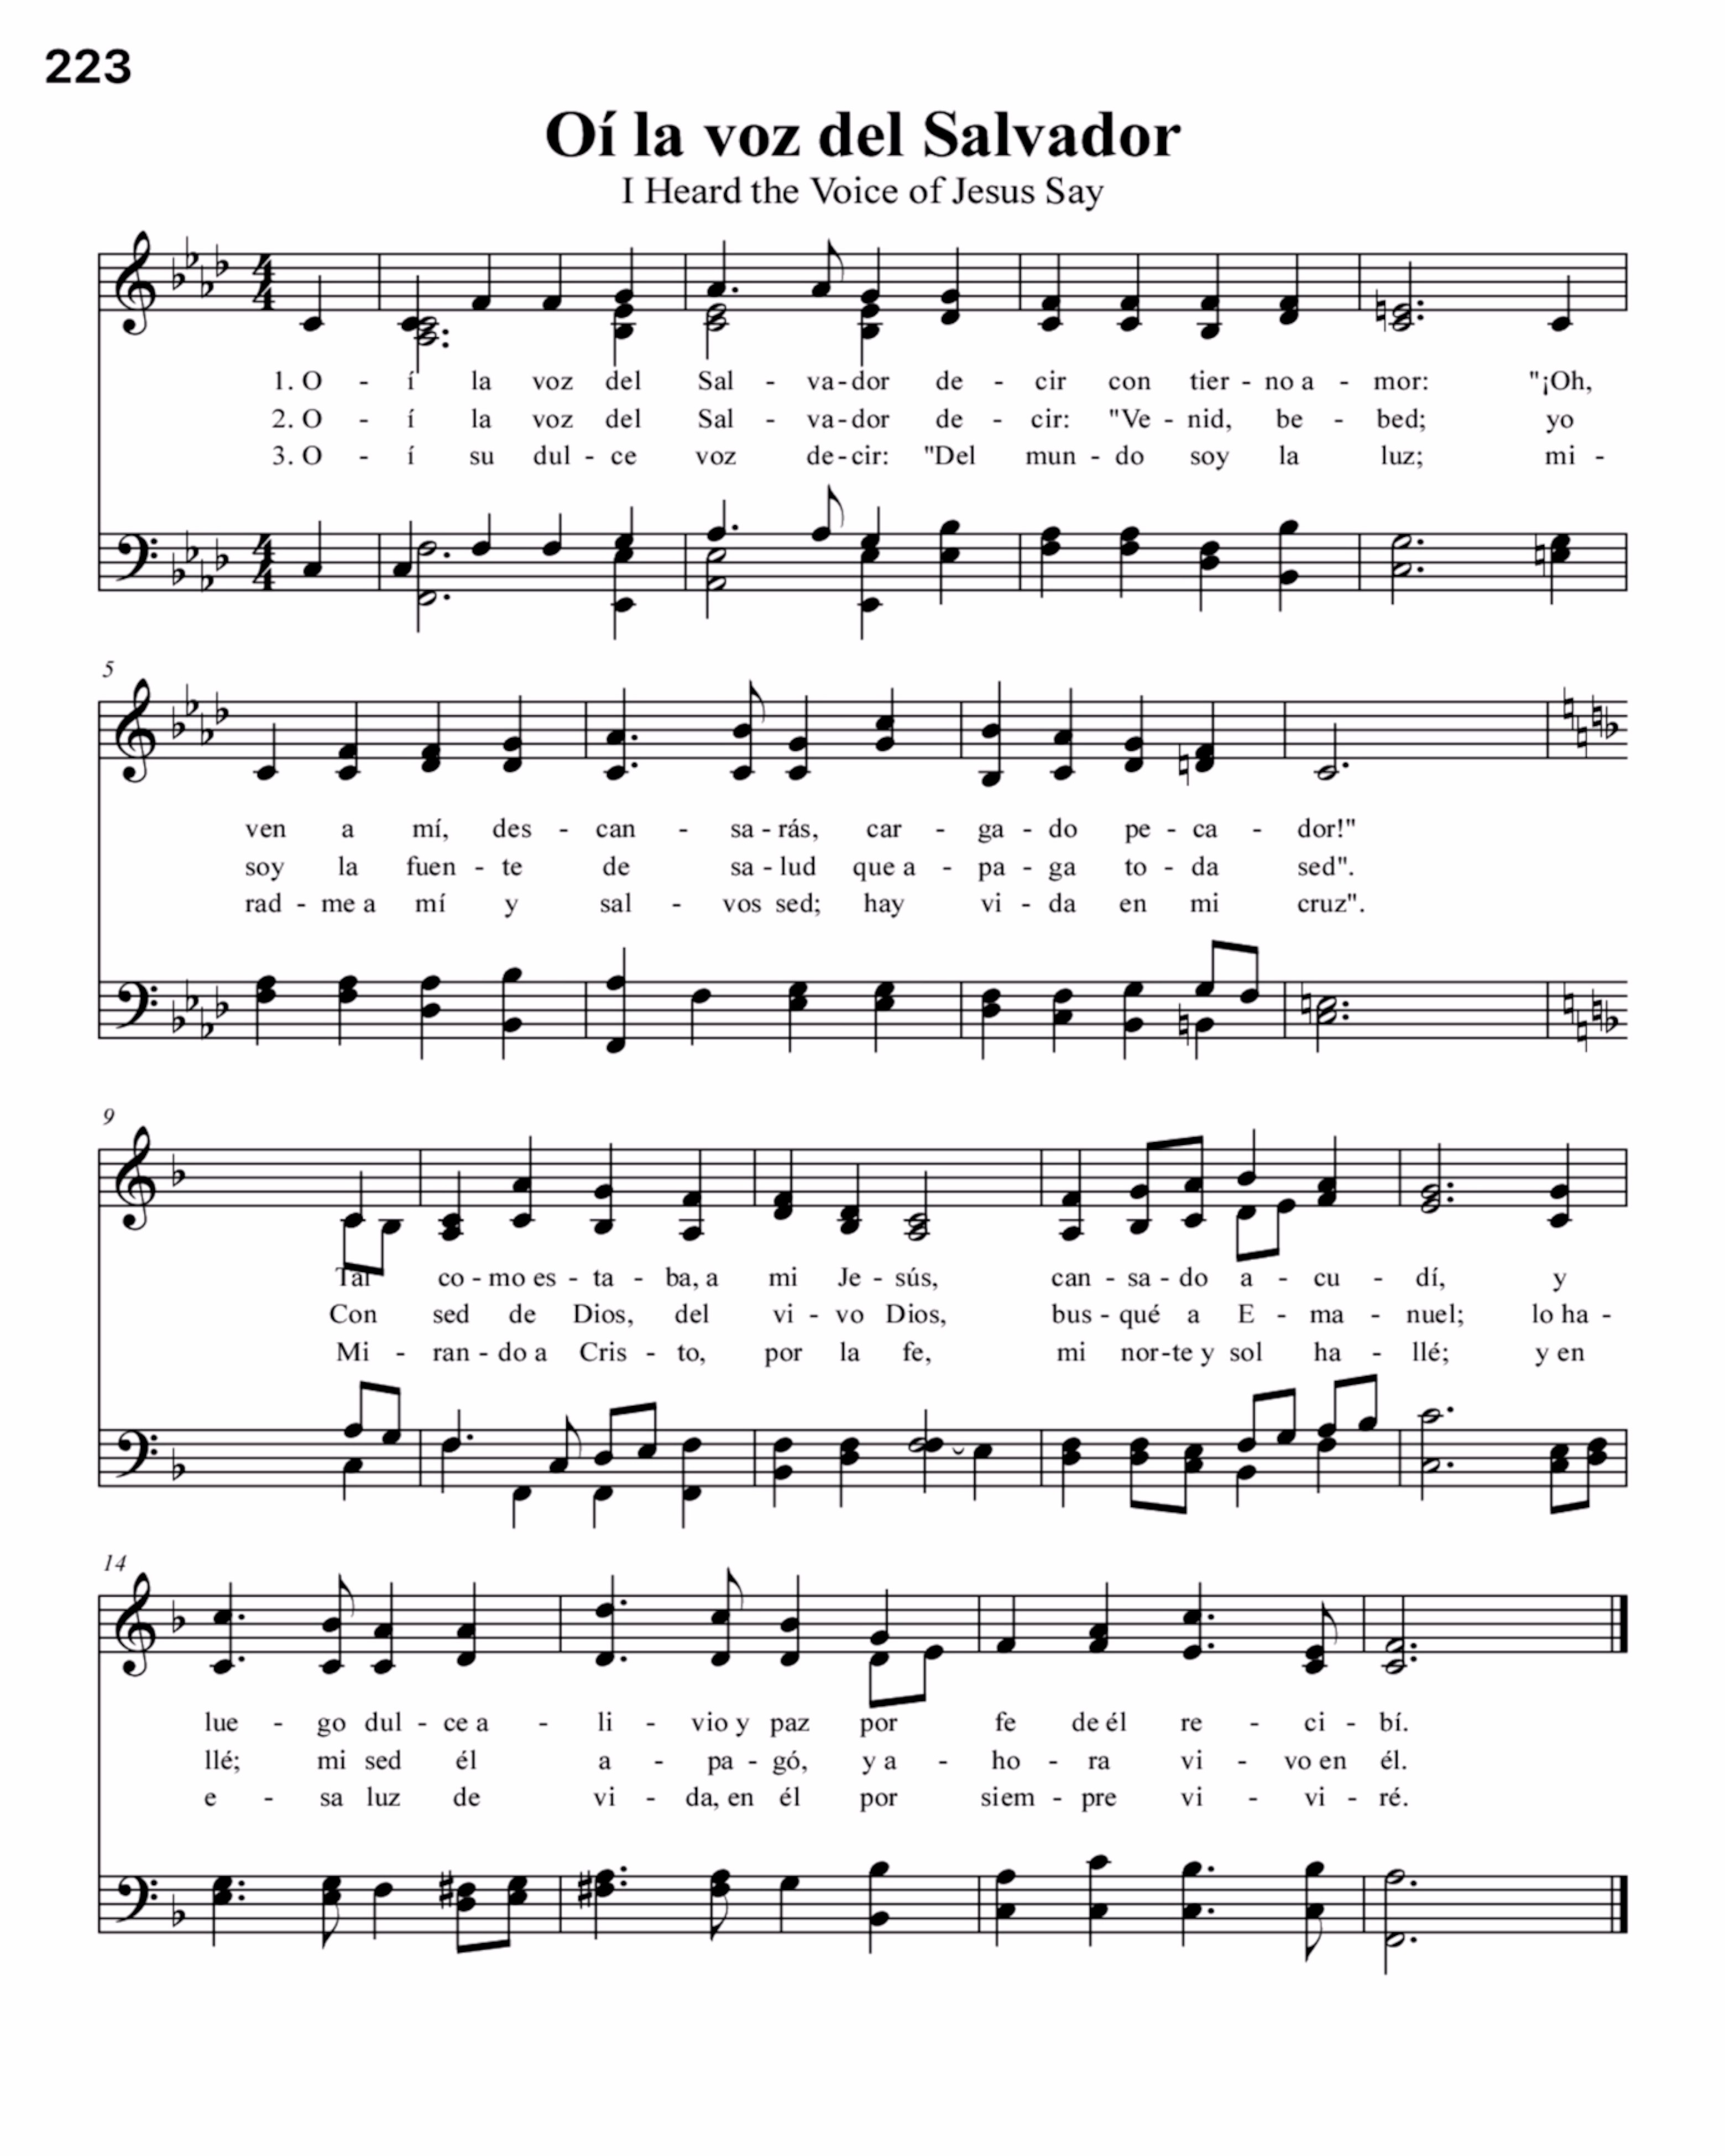 223
Oí la voz del Salvador
I Heard the Voice of Jesus Say
1. O - í la voz del Sal - va - dor de - cir con tier - no a - mor: "¡Oh,
2. O - í la voz del Sal - va - dor de - cir: "Ve - nid, be - bed; yo
3. O - í su dul - ce voz de - cir: "Del mun - do soy la luz; mi -
5
ven a mí, des - can - sa - rás, car - ga - do pe - ca - dor!"
soy la fuen - te de sa - lud que a - pa - ga to - da sed".
rad - me a mí y sal - vos sed; hay vi - da en mi cruz".
9
Tal co - mo es - ta - ba, a mi Je - sús, can - sa - do a - cu - dí, y
Con sed de Dios, del vi - vo Dios, bus - qué a E - ma - nuel; lo ha -
Mi - ran - do a Cris - to, por la fe, mi nor - te y sol ha - llé; y en
14
lue - go dul - ce a - li - vio y paz por fe de él re - ci - bí.
llé; mi sed él a - pa - gó, y a - ho - ra vi - vo en él.
e - sa luz de vi - da, en él por siem - pre vi - vi - ré.